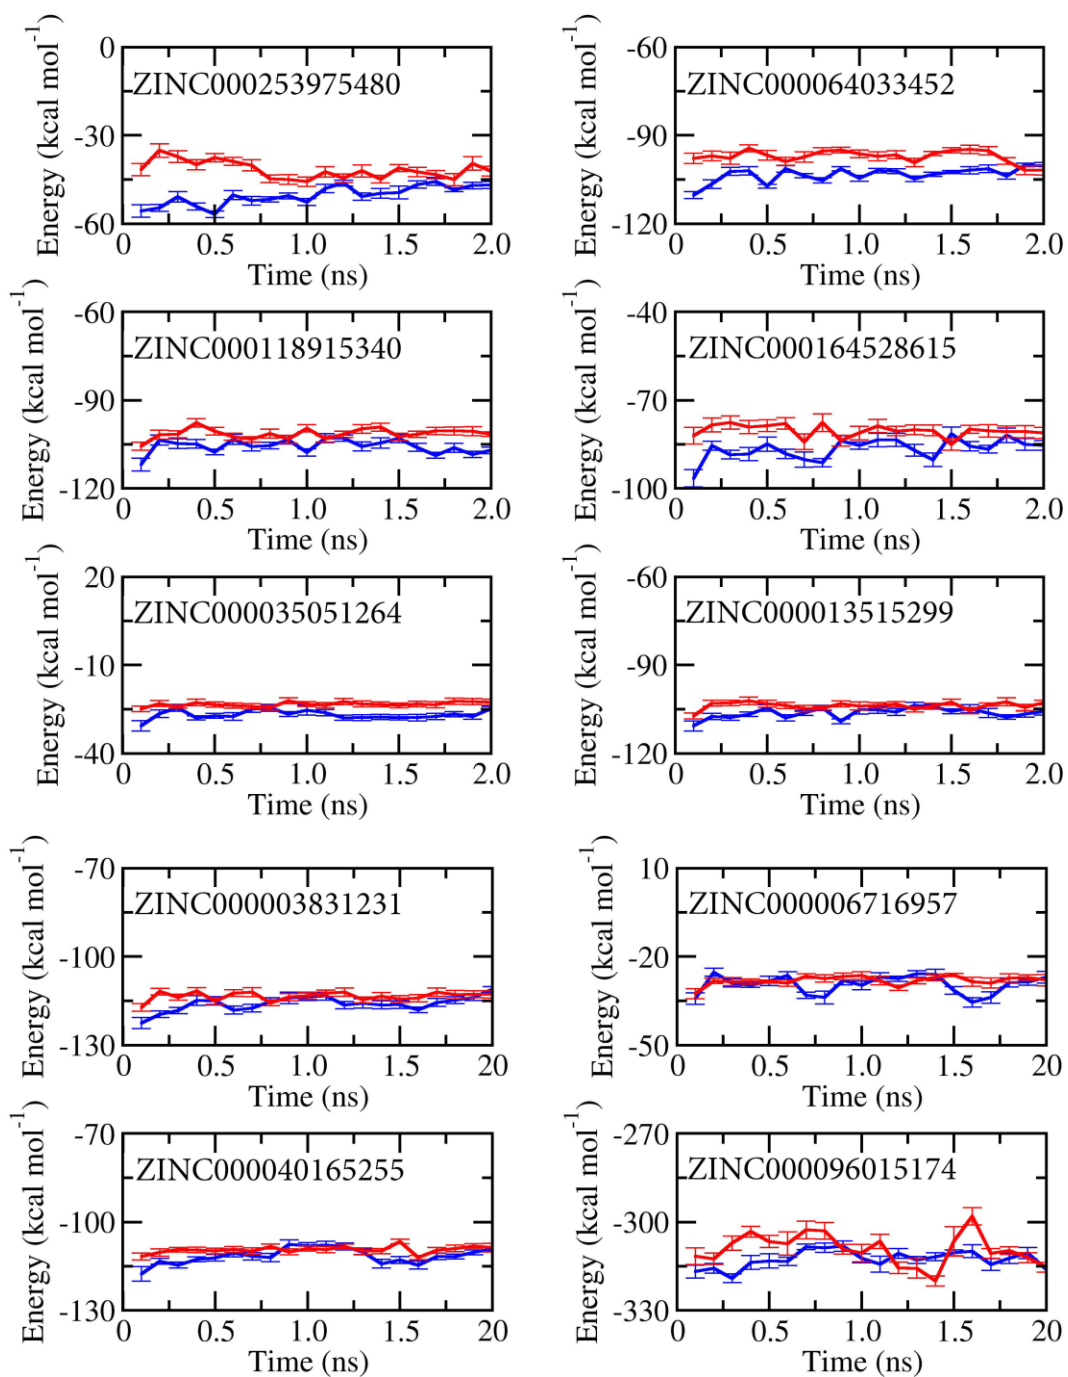 Energy (kcal mol⁻¹)
0
-30
-60
ZINC000253975480
0 0.5 1.0 1.5 2.0
Time (ns)
Energy (kcal mol⁻¹)
-60
-90
-120
ZINC000064033452
0 0.5 1.0 1.5 2.0
Time (ns)
Energy (kcal mol⁻¹)
-60
-90
-120
ZINC000118915340
0 0.5 1.0 1.5 2.0
Time (ns)
Energy (kcal mol⁻¹)
-40
-70
-100
ZINC000164528615
0 0.5 1.0 1.5 2.0
Time (ns)
Energy (kcal mol⁻¹)
20
-10
-40
ZINC000035051264
0 0.5 1.0 1.5 2.0
Time (ns)
Energy (kcal mol⁻¹)
-60
-90
-120
ZINC000013515299
0 0.5 1.0 1.5 2.0
Time (ns)
Energy (kcal mol⁻¹)
-70
-100
-130
ZINC000003831231
0 0.5 1.0 1.5 20
Time (ns)
Energy (kcal mol⁻¹)
10
-20
-50
ZINC000006716957
0 0.5 1.0 1.5 20
Time (ns)
Energy (kcal mol⁻¹)
-70
-100
-130
ZINC000040165255
0 0.5 1.0 1.5 20
Time (ns)
Energy (kcal mol⁻¹)
-270
-300
-330
ZINC000096015174
0 0.5 1.0 1.5 20
Time (ns)